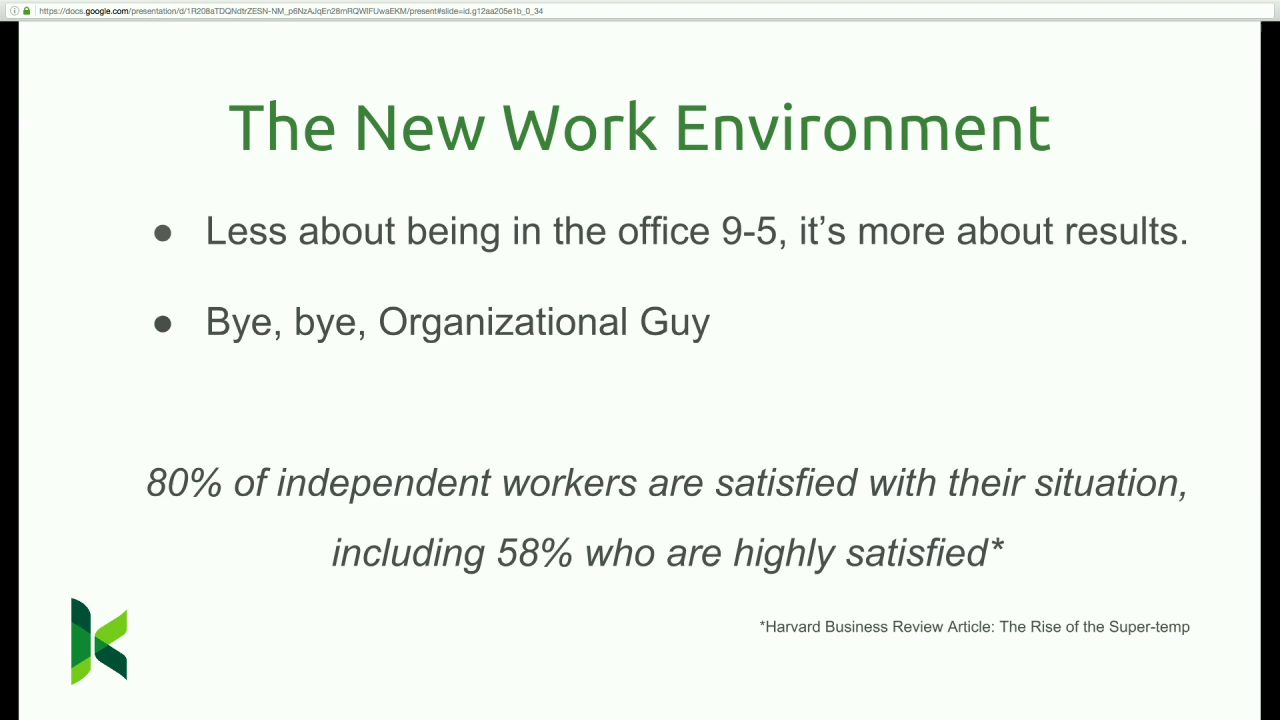 https://docs.google.com/presentation/d/1R208aTDQNdtrZESN-NM_p6NzAJqEn28mRQWIFUwaEKM/present#slide=id.g12aa205e1b_0_34
The New Work Environment
● Less about being in the office 9-5, it’s more about results.
● Bye, bye, Organizational Guy
80% of independent workers are satisfied with their situation,
including 58% who are highly satisfied*
*Harvard Business Review Article: The Rise of the Super-temp